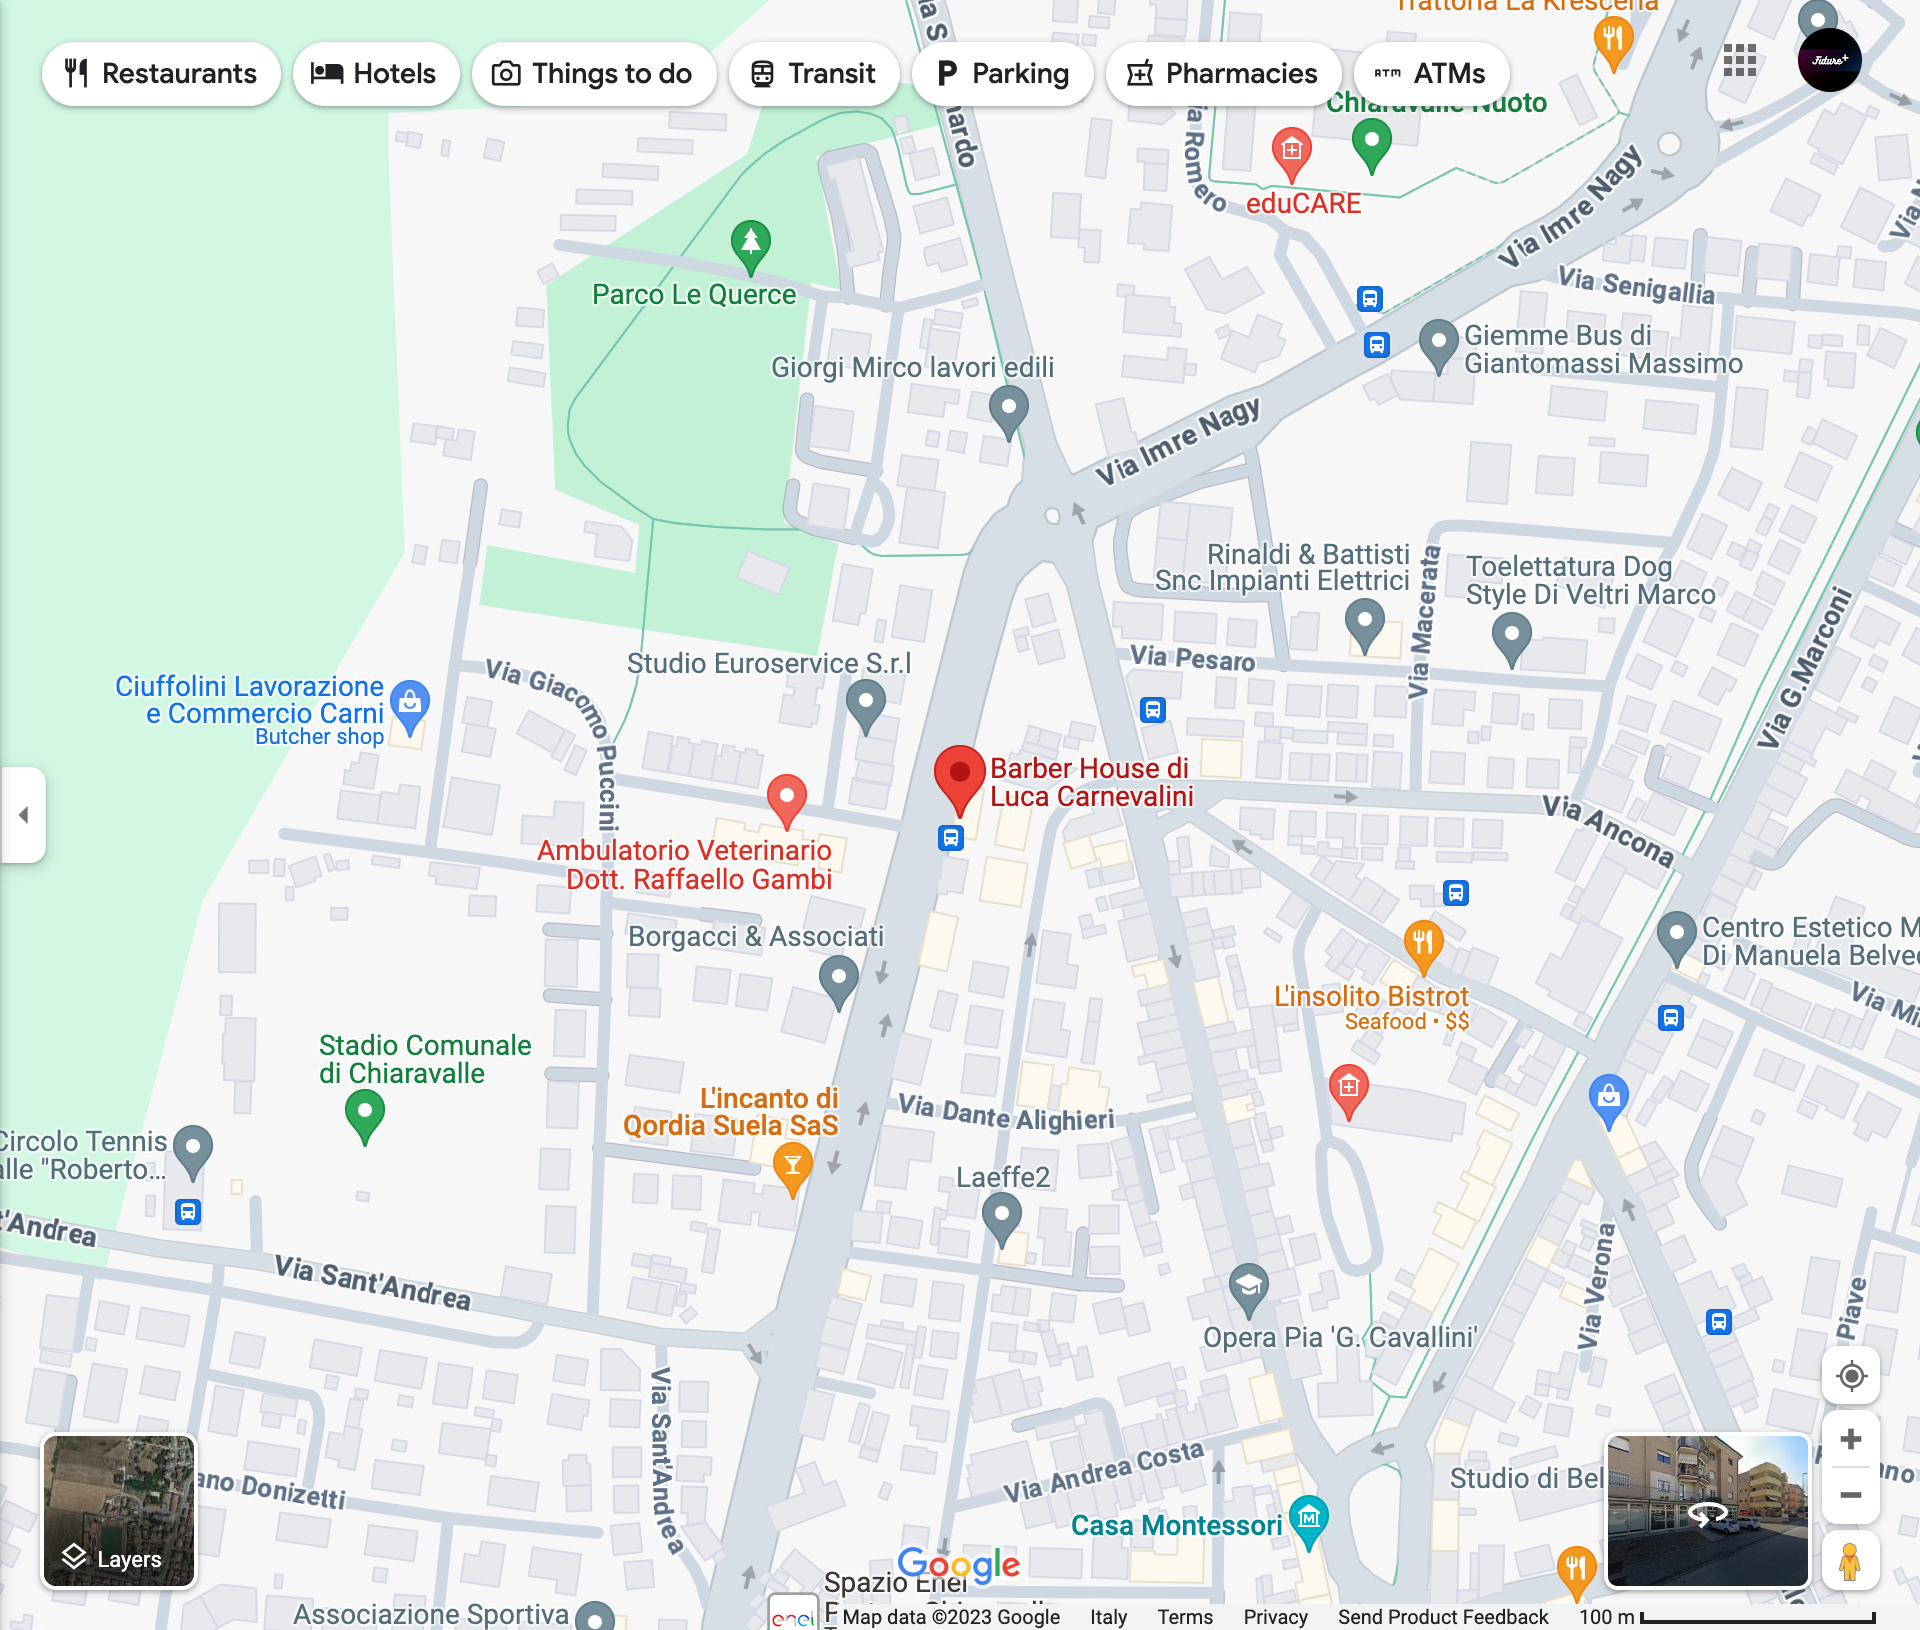 Trattoria La Kresceria
Restaurants
Hotels
Things to do
Transit
Parking
Pharmacies
ATM
ATMs
Future+
Chiaravalle Nuoto
eduCARE
Via Romero
Via Imre Nagy
Via Senigallia
Parco Le Querce
Giorgi Mirco lavori edili
Giemme Bus di
Giantomassi Massimo
Via Imre Nagy
Rinaldi & Battisti
Snc Impianti Elettrici
Toelettatura Dog
Style Di Veltri Marco
Via Macerata
Via G.Marconi
Via Pesaro
Studio Euroservice S.r.l
Via Giacomo Puccini
Ciuffolini Lavorazione
e Commercio Carni
Butcher shop
Barber House di
Luca Carnevalini
Via Ancona
Ambulatorio Veterinario
Dott. Raffaello Gambi
Borgacci & Associati
Centro Estetico M
Di Manuela Belve
L'insolito Bistrot
Seafood • $$
Via Mi
Stadio Comunale
di Chiaravalle
L'incanto di
Qordia Suela SaS
Via Dante Alighieri
Circolo Tennis
alle "Roberto...
Laeffe2
t'Andrea
Via Sant'Andrea
Via Verona
Piave
Opera Pia 'G. Cavallini'
Via Sant'Andrea
Via Andrea Costa
Studio di Bel
ano Donizetti
Casa Montessori
Layers
Google
Spazio Enel
enel
Associazione Sportiva
Map data ©2023 Google
Italy
Terms
Privacy
Send Product Feedback
100 m